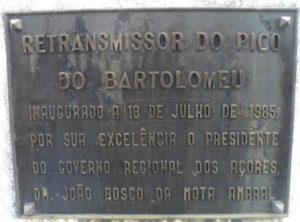 RETRANSMISSOR DO PICO
DO BARTOLOMEU
INAUGURADO A 18 DE JULHO DE 1985,
POR SUA EXCELÊNCIA O PRESIDENTE
DO GOVERNO REGIONAL DOS AÇORES,
DR. JOÃO BOSCO DA MOTA AMARAL